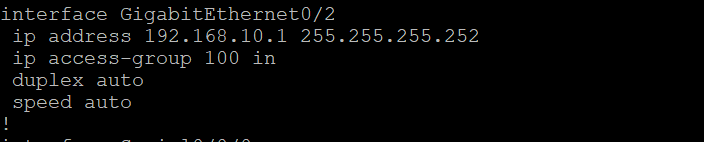 interface GigabitEthernet0/2
 ip address 192.168.10.1 255.255.255.252
 ip access-group 100 in
 duplex auto
 speed auto
!